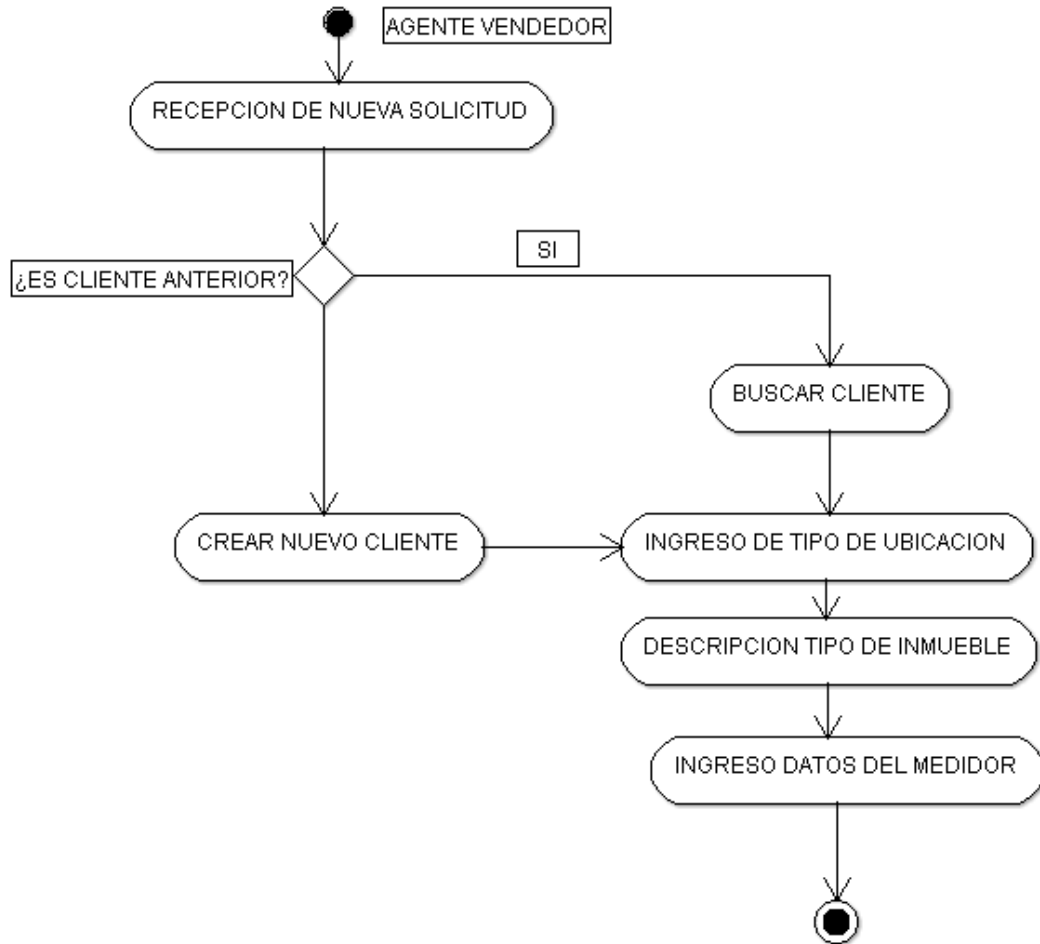 AGENTE VENDEDOR
RECEPCION DE NUEVA SOLICITUD
SI
¿ES CLIENTE ANTERIOR?
BUSCAR CLIENTE
CREAR NUEVO CLIENTE
INGRESO DE TIPO DE UBICACION
DESCRIPCION TIPO DE INMUEBLE
INGRESO DATOS DEL MEDIDOR